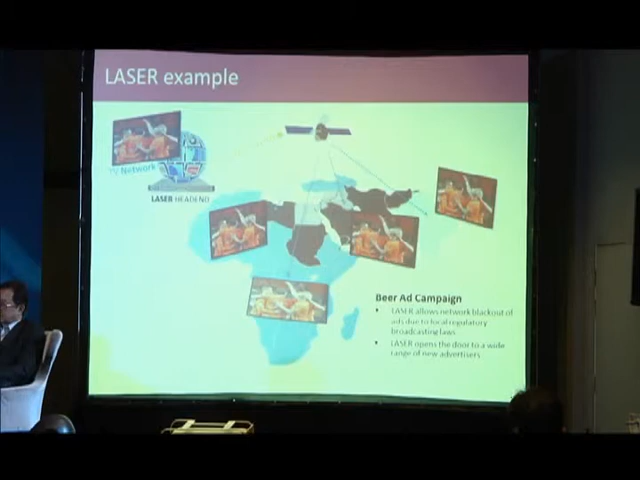 LASER example
TV Network
LASER HEADEND
Beer Ad Campaign
• LASER allows network blackout of
ads due to local regulatory
broadcasting laws
• LASER opens the door to a wide
range of new advertisers